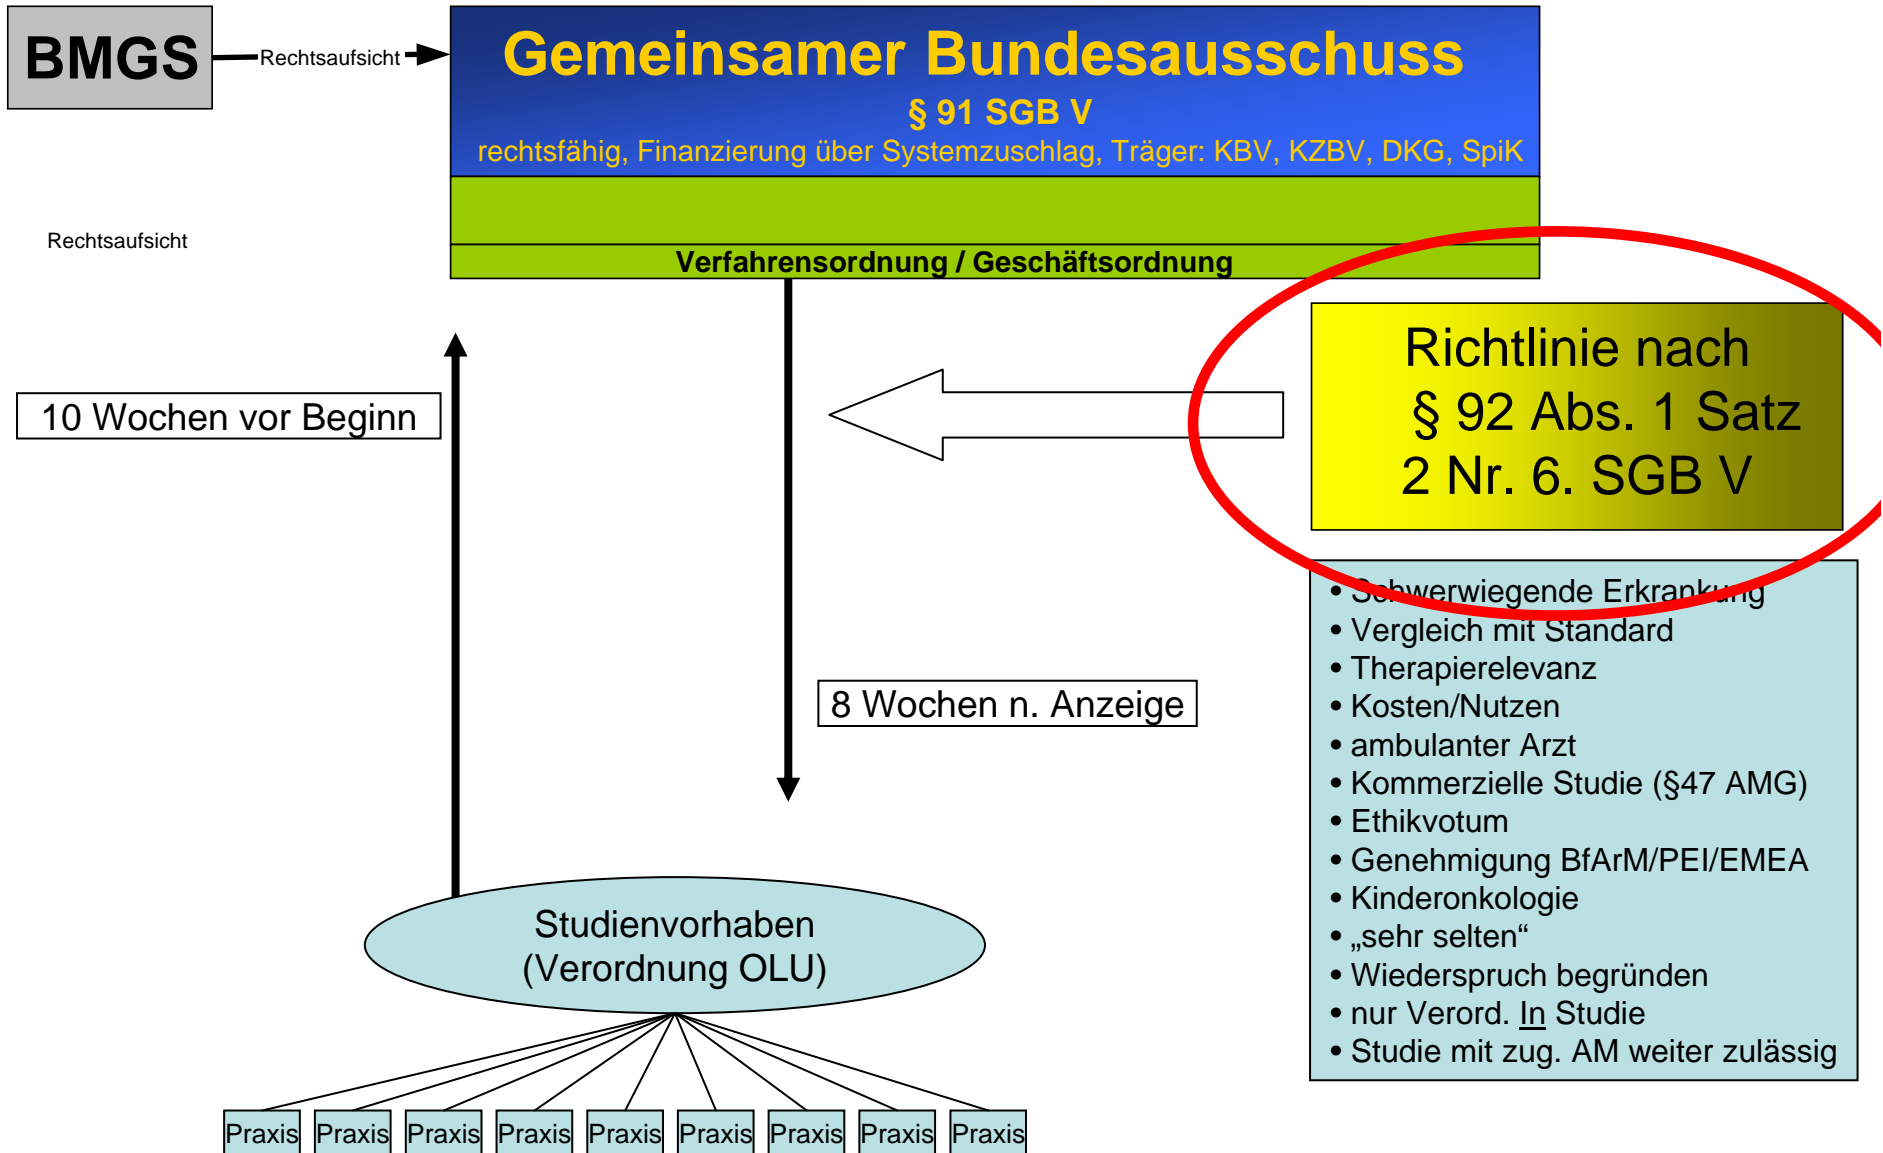 BMGS
Rechtsaufsicht
Gemeinsamer Bundesausschuss
§ 91 SGB V
rechtsfähig, Finanzierung über Systemzuschlag, Träger: KBV, KZBV, DKG, SpiK
Rechtsaufsicht
Verfahrensordnung / Geschäftsordnung
10 Wochen vor Beginn
Richtlinie nach
§ 92 Abs. 1 Satz
2 Nr. 6. SGB V
8 Wochen n. Anzeige
• Schwerwiegende Erkrankung
• Vergleich mit Standard
• Therapierelevanz
• Kosten/Nutzen
• ambulanter Arzt
• Kommerzielle Studie (§47 AMG)
• Ethikvotum
• Genehmigung BfArM/PEI/EMEA
• Kinderonkologie
• „sehr selten“
• Wiederspruch begründen
• nur Verord. In Studie
• Studie mit zug. AM weiter zulässig
Studienvorhaben
(Verordnung OLU)
Praxis Praxis Praxis Praxis Praxis Praxis Praxis Praxis Praxis